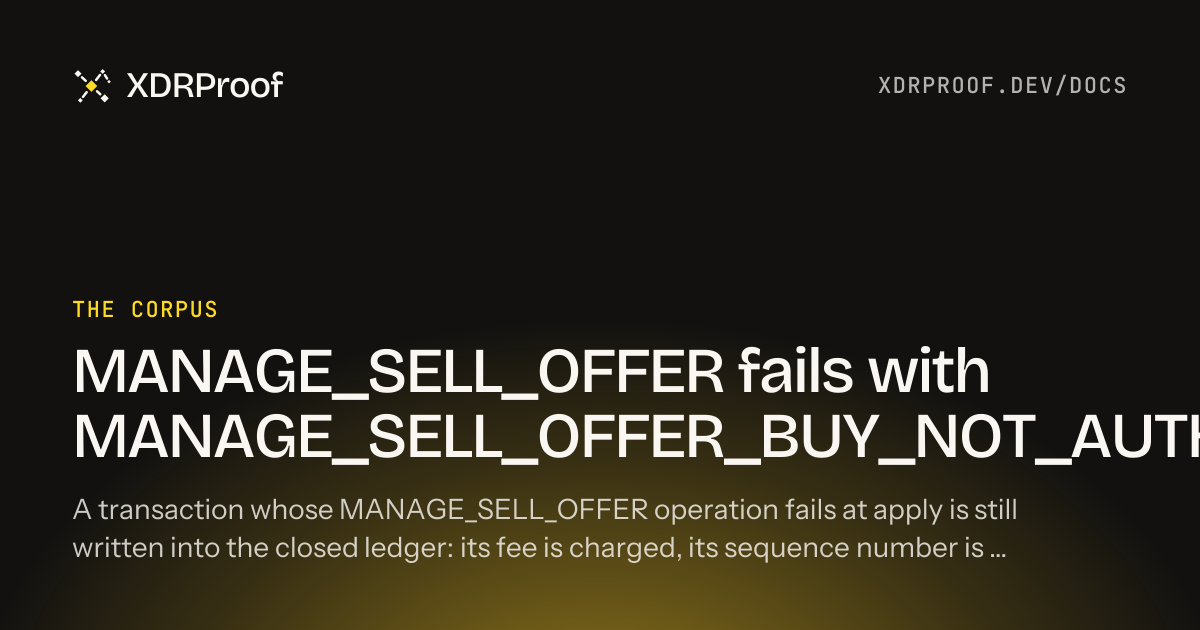 XDRProof
XDRPROOF.DEV/DOCS
THE CORPUS
MANAGE_SELL_OFFER fails with
MANAGE_SELL_OFFER_BUY_NOT_AUTH
A transaction whose MANAGE_SELL_OFFER operation fails at apply is still
written into the closed ledger: its fee is charged, its sequence number is ...